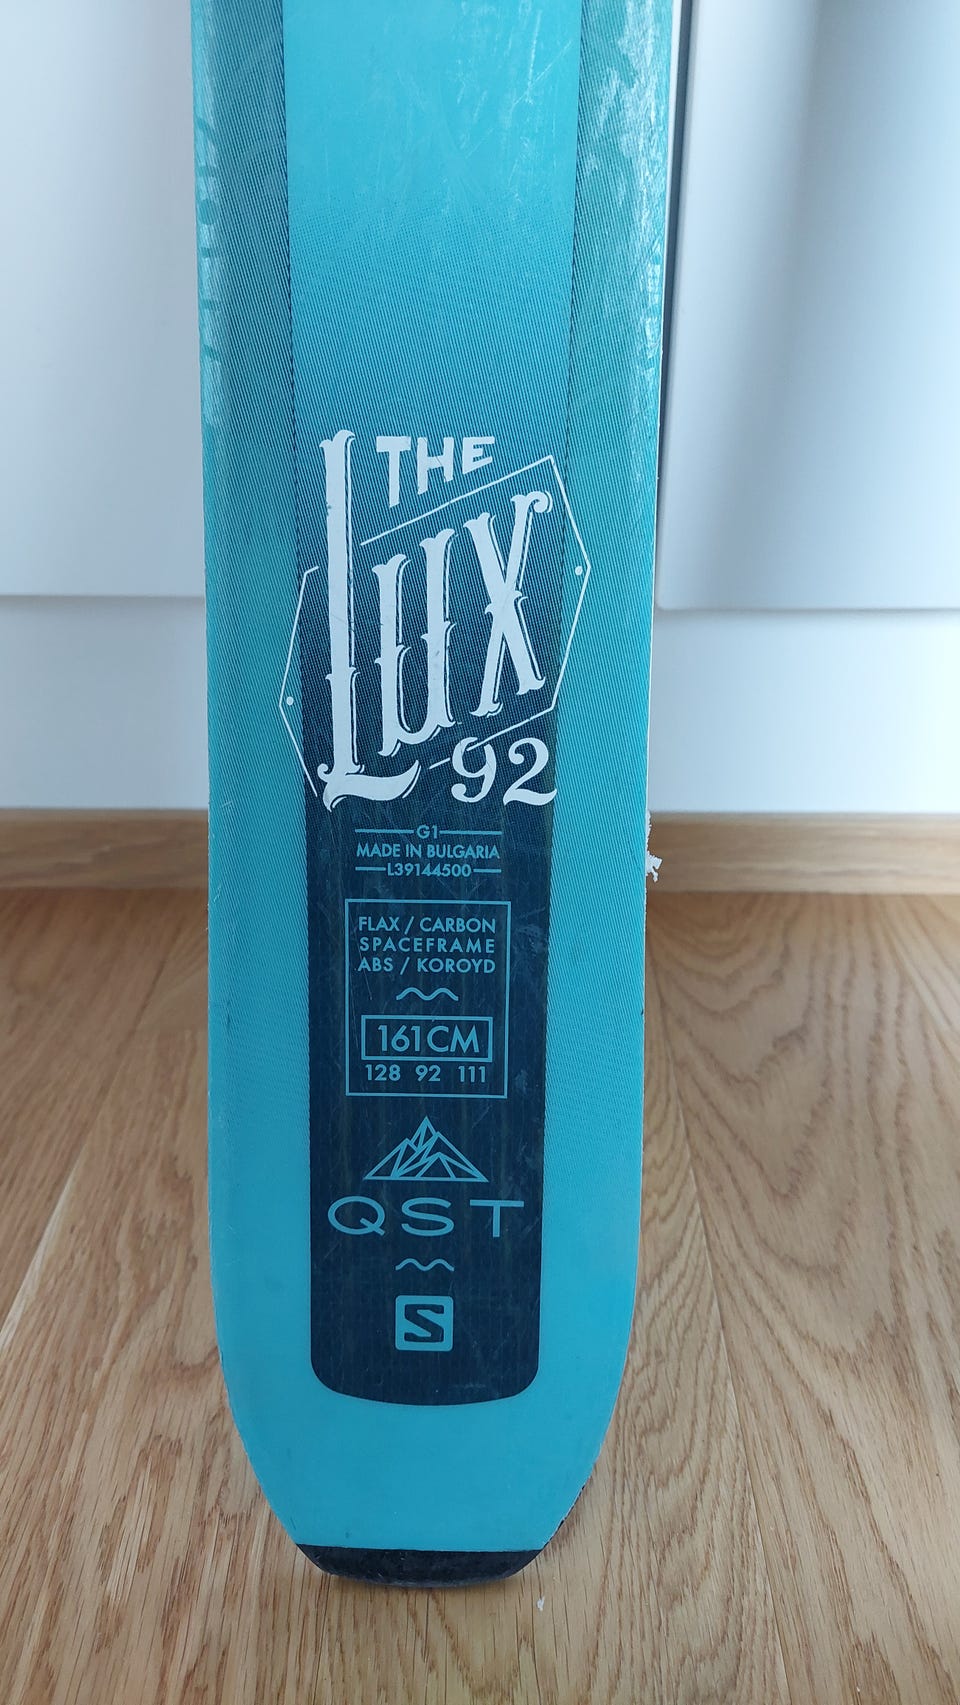 THE
LUX
92
G1
MADE IN BULGARIA
L39144500
FLAX / CARBON
SPACEFRAME
ABS / KOROYD
161CM
128 92 111
QST
S